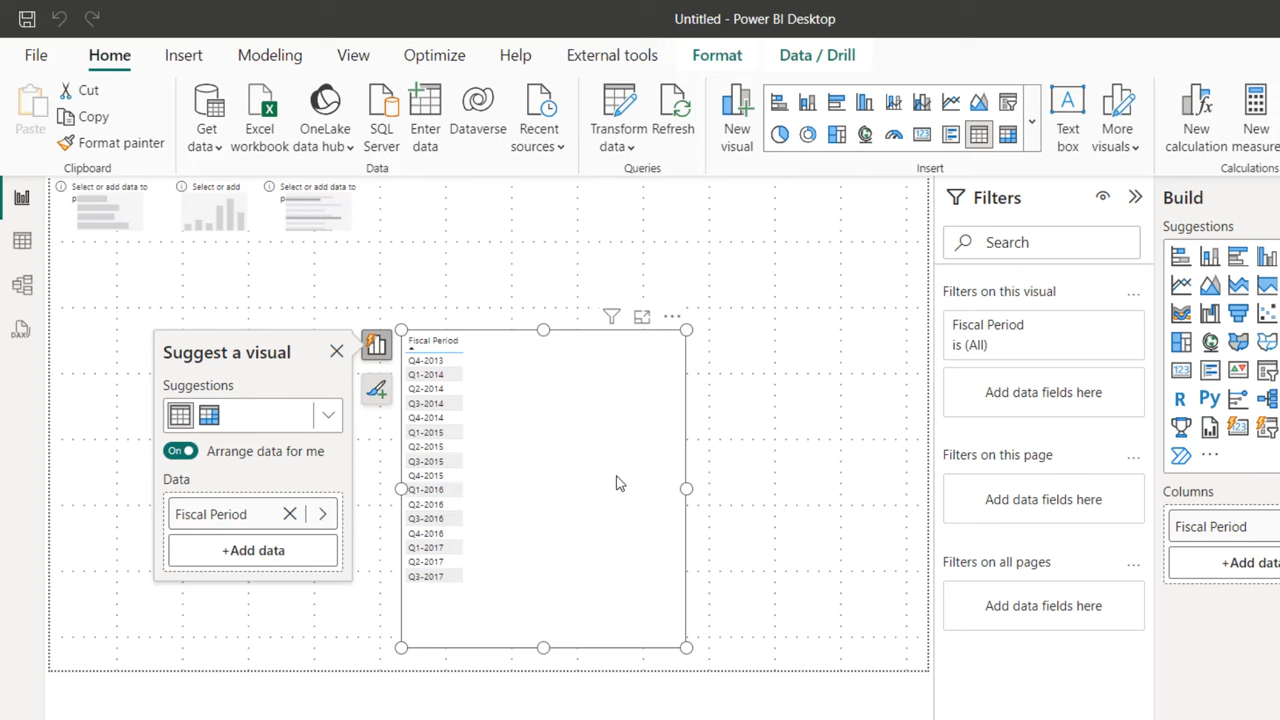 Untitled - Power BI Desktop
File
Home
Insert
Modeling
View
Optimize
Help
External tools
Format
Data / Drill
Paste
Cut
Copy
Format painter
Clipboard
Get
data
Excel
workbook
OneLake
data hub
SQL
Server
Enter
data
Dataverse
Recent
sources
Data
Transform
data
Refresh
Queries
New
visual
Text
box
More
visuals
Insert
New
calculation
New
measure
Calculations
Select or add data to
p
Select or add
Select or add data to
p
Suggest a visual
Suggestions
On
Arrange data for me
Data
Fiscal Period
+Add data
Fiscal Period
Q4-2013
Q1-2014
Q2-2014
Q3-2014
Q4-2014
Q1-2015
Q2-2015
Q3-2015
Q4-2015
Q1-2016
Q2-2016
Q3-2016
Q4-2016
Q1-2017
Q2-2017
Q3-2017
Filters
Search
Filters on this visual
Fiscal Period
is (All)
Add data fields here
Filters on this page
Add data fields here
Filters on all pages
Add data fields here
Build
Suggestions
123
R
Py
123
Columns
Fiscal Period
+Add data
DAX